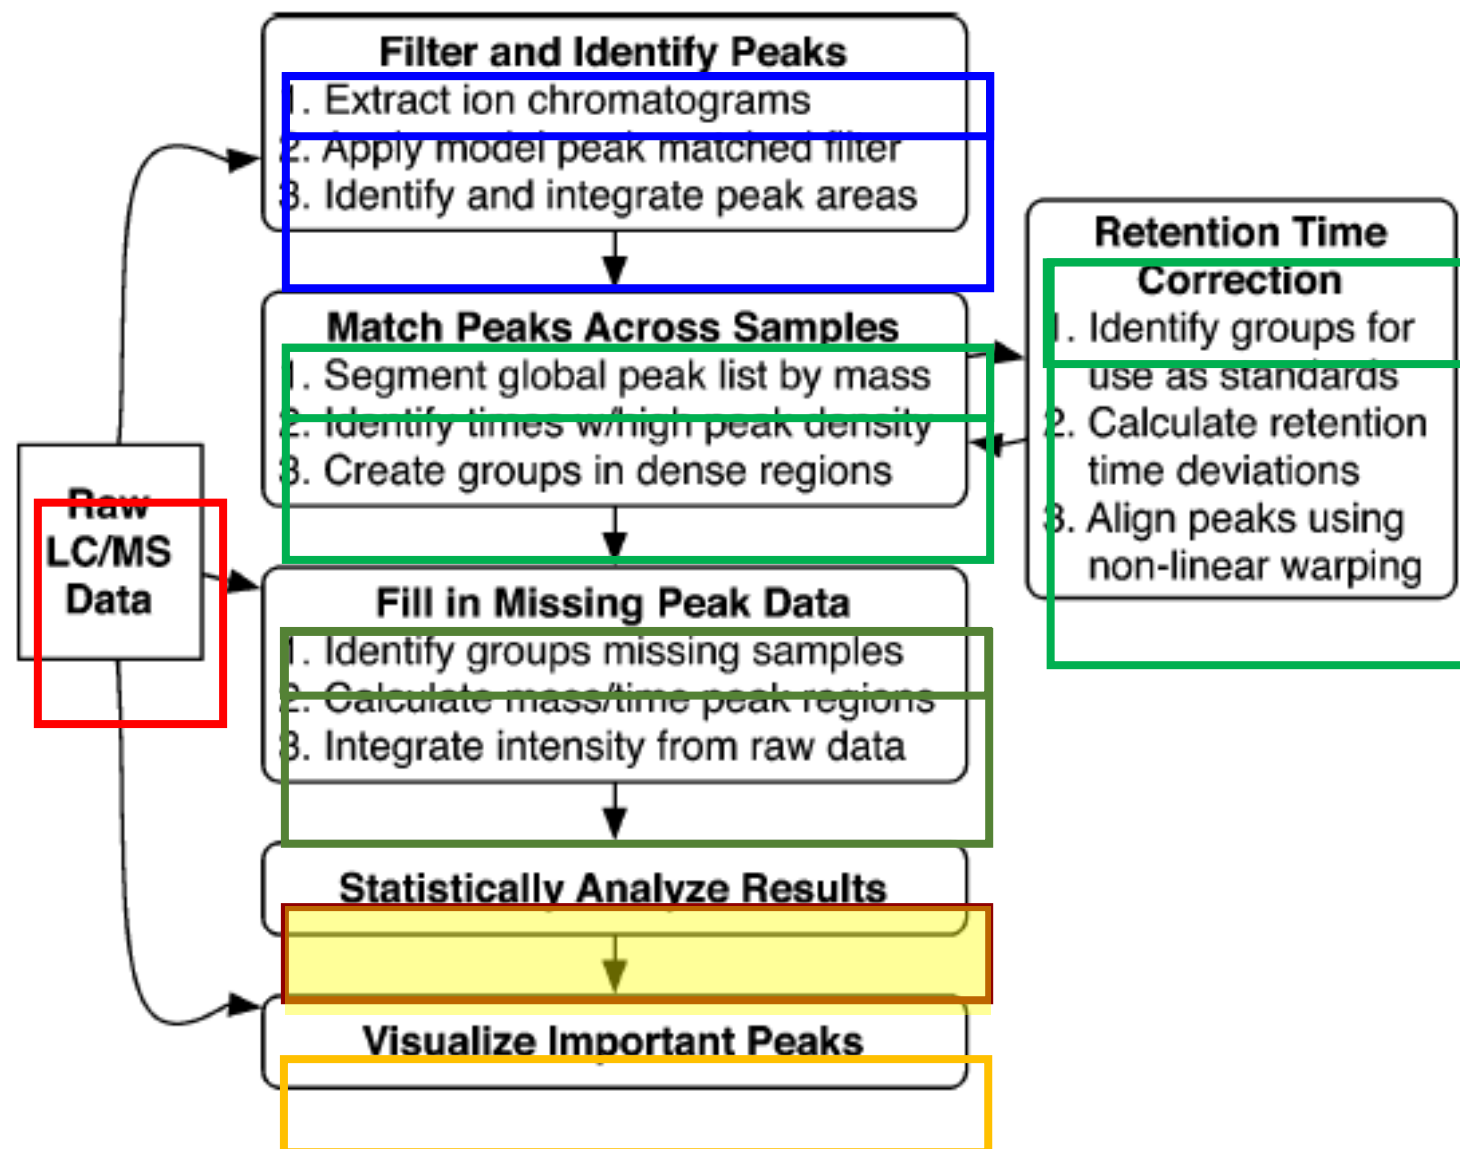 Filter and Identify Peaks
1. Extract ion chromatograms
2. Apply model peak matched filter
3. Identify and integrate peak areas
Retention Time
Correction
1. Identify groups for
use as standards
2. Calculate retention
time deviations
3. Align peaks using
non-linear warping
Match Peaks Across Samples
1. Segment global peak list by mass
2. Identify times w/high peak density
3. Create groups in dense regions
Raw
LC/MS
Data
Fill in Missing Peak Data
1. Identify groups missing samples
2. Calculate mass/time peak regions
3. Integrate intensity from raw data
Statistically Analyze Results
Visualize Important Peaks